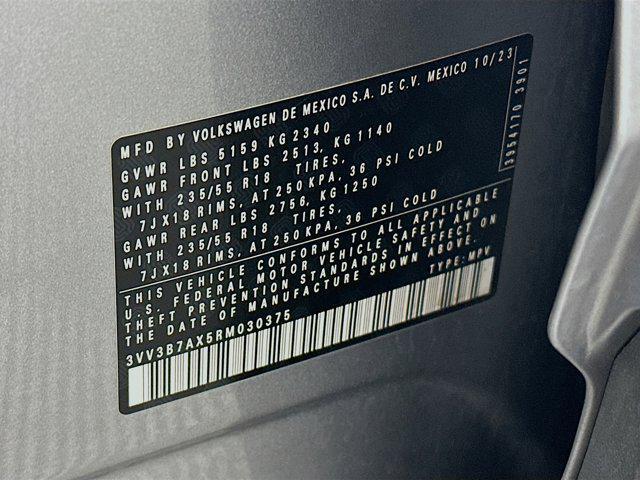 MFD BY VOLKSWAGEN DE MEXICO S.A. DE C.V. MEXICO 10/23
GVWR LBS 5159 KG 2340
GAWR FRONT LBS 2513, KG 1140
WITH 235/55 R18 TIRES,
7JX18 RIMS, AT 250 KPA, 36 PSI COLD
GAWR REAR LBS 2756, KG 1250
WITH 235/55 R18 TIRES,
7JX18 RIMS, AT 250 KPA, 36 PSI COLD
THIS VEHICLE CONFORMS TO ALL APPLICABLE
U.S. FEDERAL MOTOR VEHICLE SAFETY AND
THEFT PREVENTION STANDARDS IN EFFECT ON
THE DATE OF MANUFACTURE SHOWN ABOVE.
3VV3B7AX5RM030375 TYPE: MPV
3954170 3901